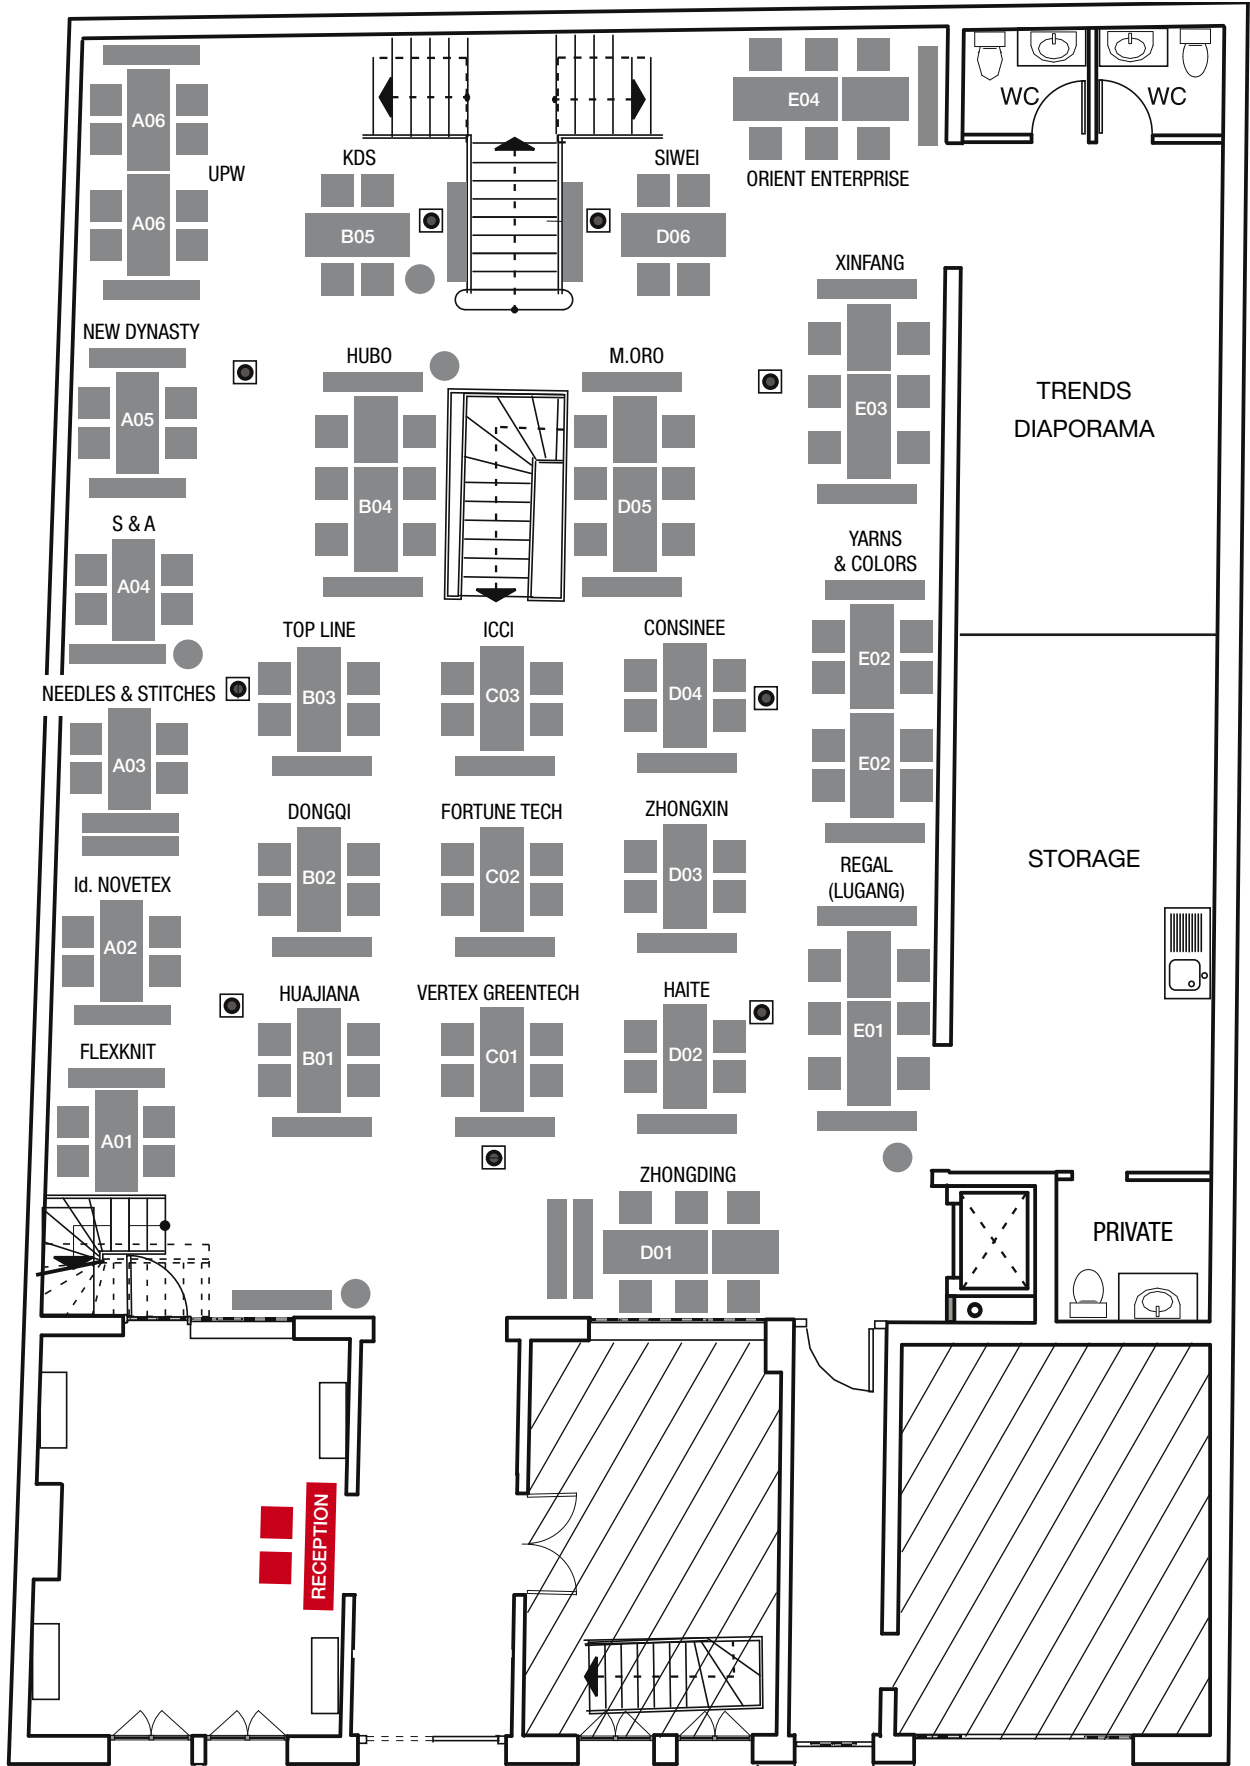 WC
WC
E04
ORIENT ENTERPRISE
A06
UPW
A06
KDS
B05
SIWEI
D06
XINFANG
E03
NEW DYNASTY
A05
HUBO
B04
M.ORO
D05
TRENDS
DIAPORAMA
S & A
A04
YARNS
& COLORS
E02
E02
NEEDLES & STITCHES
A03
TOP LINE
B03
ICCI
C03
CONSINEE
D04
DONGQI
B02
FORTUNE TECH
C02
ZHONGXIN
D03
STORAGE
Id. NOVETEX
A02
REGAL
(LUGANG)
E01
HUAJIANA
B01
VERTEX GREENTECH
C01
HAITE
D02
FLEXKNIT
A01
ZHONGDING
D01
PRIVATE
RECEPTION